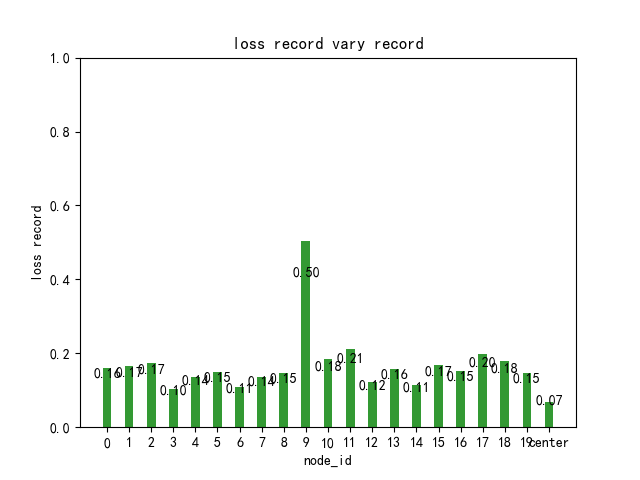 loss record vary record
loss record
1.0
0.8
0.6
0.4
0.2
0.0
0.16 0.17 0.17 0.10 0.14 0.15 0.11 0.14 0.15 0.50 0.18 0.21 0.12 0.16 0.11 0.17 0.15 0.20 0.18 0.15 0.07
0 1 2 3 4 5 6 7 8 9 10 11 12 13 14 15 16 17 18 19 center
node_id